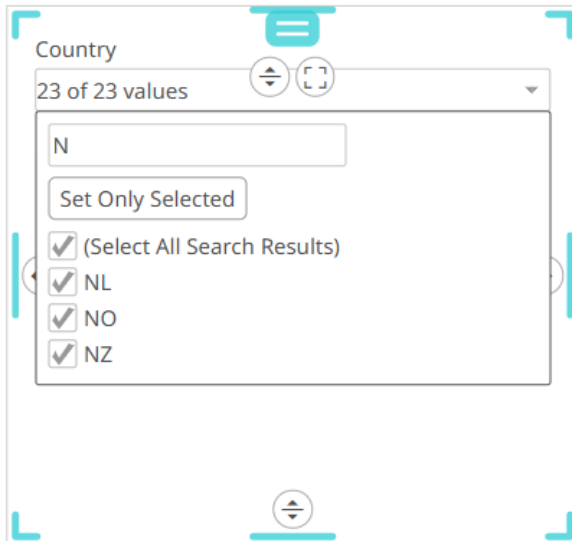 Country
23 of 23 values
N
Set Only Selected
(Select All Search Results)
NL
NO
NZ